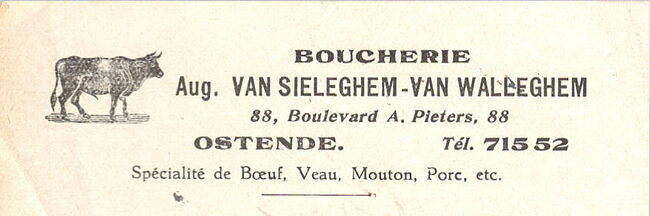 BOUCHERIE
Aug. VAN SIELEGHEM-VAN WALLEGHEM
88, Boulevard A. Pieters, 88
OSTENDE. Tél. 71552
Spécialité de Bœuf, Veau, Mouton, Porc, etc.